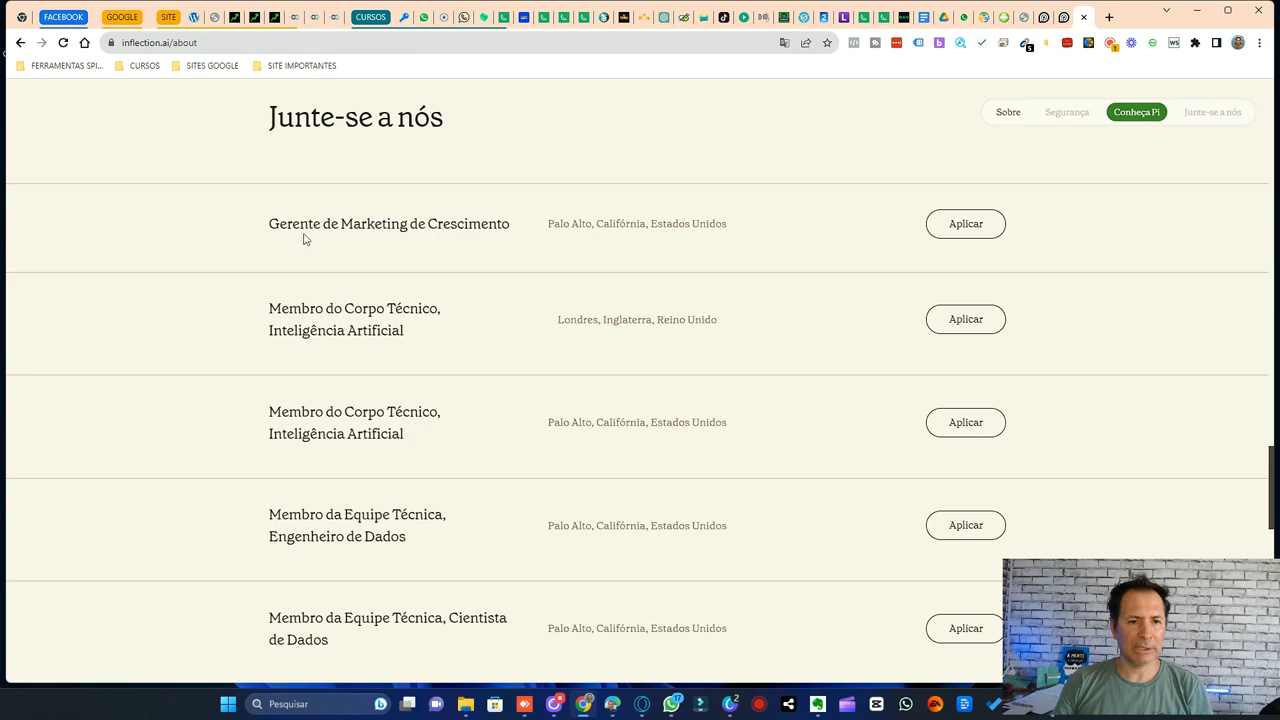 FACEBOOK
GOOGLE
SITE
CURSOS
inflection.ai/about
FERRAMENTAS SPI...
CURSOS
SITES GOOGLE
SITE IMPORTANTES
Junte-se a nós
Sobre
Segurança
Conheça Pi
Junte-se a nós
Gerente de Marketing de Crescimento
Palo Alto, Califórnia, Estados Unidos
Aplicar
Membro do Corpo Técnico,
Inteligência Artificial
Londres, Inglaterra, Reino Unido
Aplicar
Membro do Corpo Técnico,
Inteligência Artificial
Palo Alto, Califórnia, Estados Unidos
Aplicar
Membro da Equipe Técnica,
Engenheiro de Dados
Palo Alto, Califórnia, Estados Unidos
Aplicar
Membro da Equipe Técnica, Cientista
de Dados
Palo Alto, Califórnia, Estados Unidos
Aplicar
Pesquisar